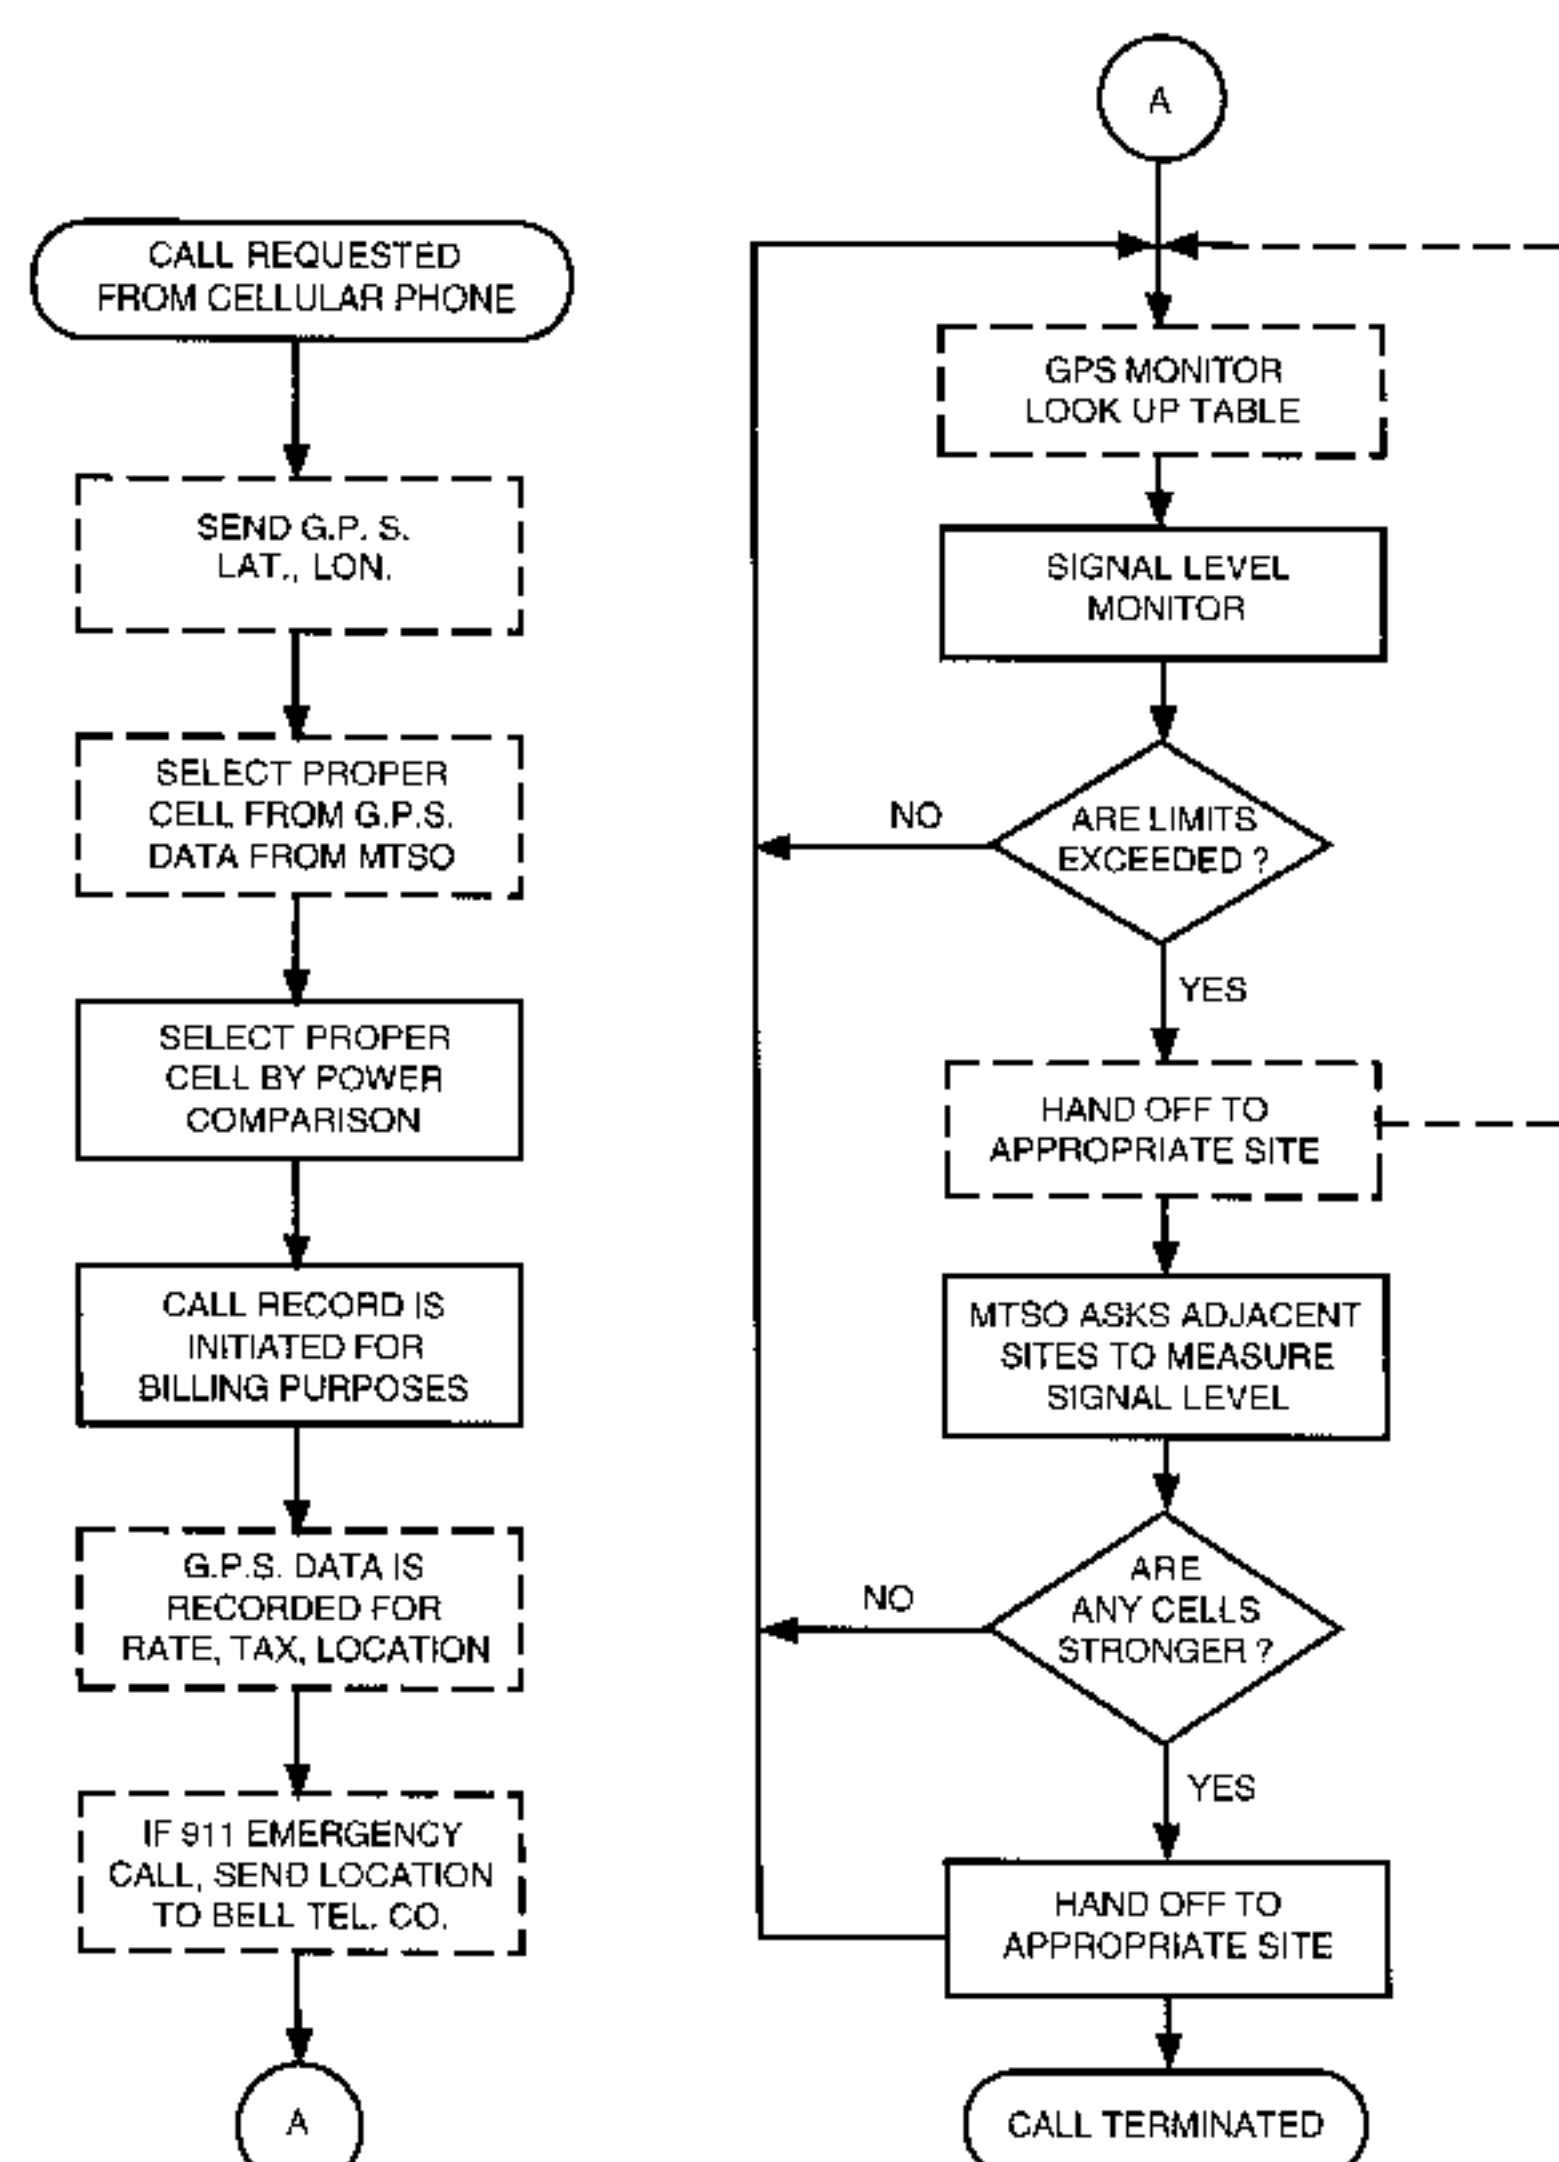 CALL REQUESTED
FROM CELLULAR PHONE
SEND G.P. S.
LAT., LON.
SELECT PROPER
CELL FROM G.P.S.
DATA FROM MTSO
SELECT PROPER
CELL BY POWER
COMPARISON
CALL RECORD IS
INITIATED FOR
BILLING PURPOSES
G.P.S. DATA IS
RECORDED FOR
RATE, TAX, LOCATION
IF 911 EMERGENCY
CALL, SEND LOCATION
TO BELL TEL. CO.
A
A
GPS MONITOR
LOOK UP TABLE
SIGNAL LEVEL
MONITOR
ARE LIMITS
EXCEEDED ?
NO
YES
HAND OFF TO
APPROPRIATE SITE
MTSO ASKS ADJACENT
SITES TO MEASURE
SIGNAL LEVEL
ARE
ANY CELLS
STRONGER ?
NO
YES
HAND OFF TO
APPROPRIATE SITE
CALL TERMINATED